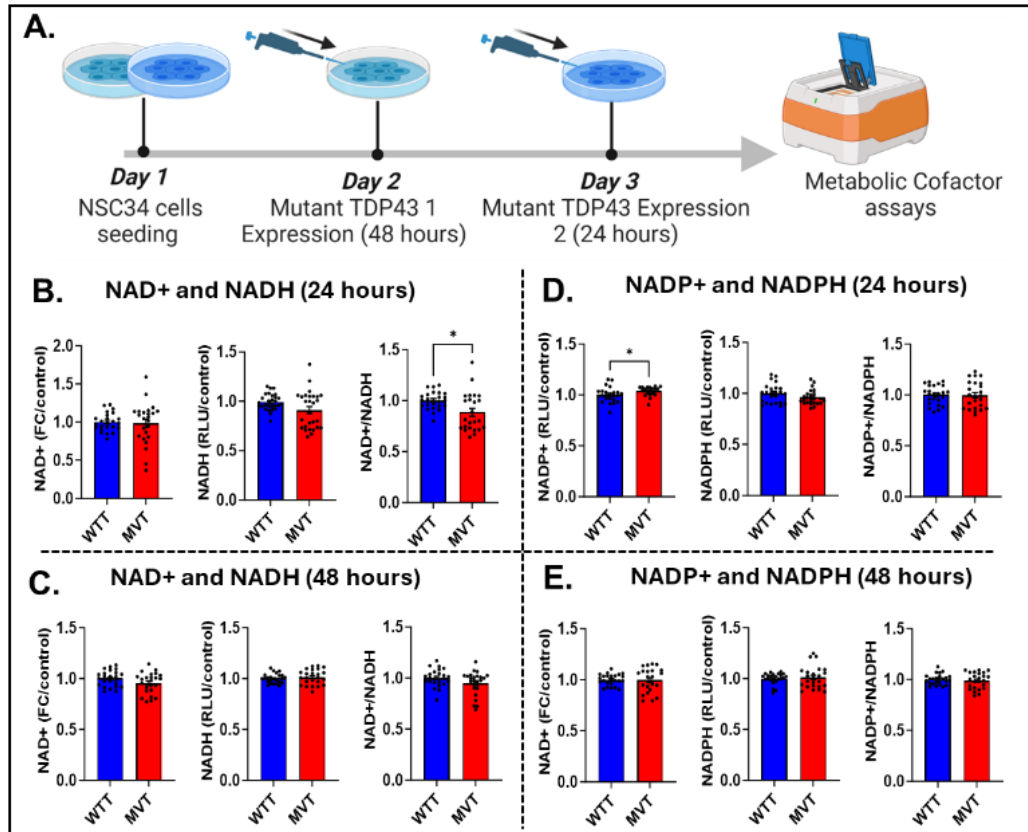 A.
Day 1
NSC34 cells
seeding
Day 2
Mutant TDP43 1
Expression (48 hours)
Day 3
Mutant TDP43 Expression
2 (24 hours)
Metabolic Cofactor
assays
B. NAD+ and NADH (24 hours)
NAD+ (FC/control)
2.0
1.5
1.0
0.5
0.0
WTT
MVT
NADH (RLU/control)
1.5
1.0
0.5
0.0
WTT
MVT
NAD+/NADH
1.5
1.0
0.5
0.0
*
WTT
MVT
D. NADP+ and NADPH (24 hours)
NADP+ (RLU/control)
1.5
1.0
0.5
0.0
*
WTT
MVT
NADPH (RLU/control)
1.5
1.0
0.5
0.0
WTT
MVT
NADP+/NADPH
1.5
1.0
0.5
0.0
WTT
MVT
C. NAD+ and NADH (48 hours)
NAD+ (FC/control)
1.5
1.0
0.5
0.0
WTT
MVT
NADH (RLU/control)
1.5
1.0
0.5
0.0
WTT
MVT
NAD+/NADH
1.5
1.0
0.5
0.0
WTT
MVT
E. NADP+ and NADPH (48 hours)
NAD+ (FC/control)
1.5
1.0
0.5
0.0
WTT
MVT
NADPH (RLU/control)
1.5
1.0
0.5
0.0
WTT
MVT
NADP+/NADPH
1.5
1.0
0.5
0.0
WTT
MVT